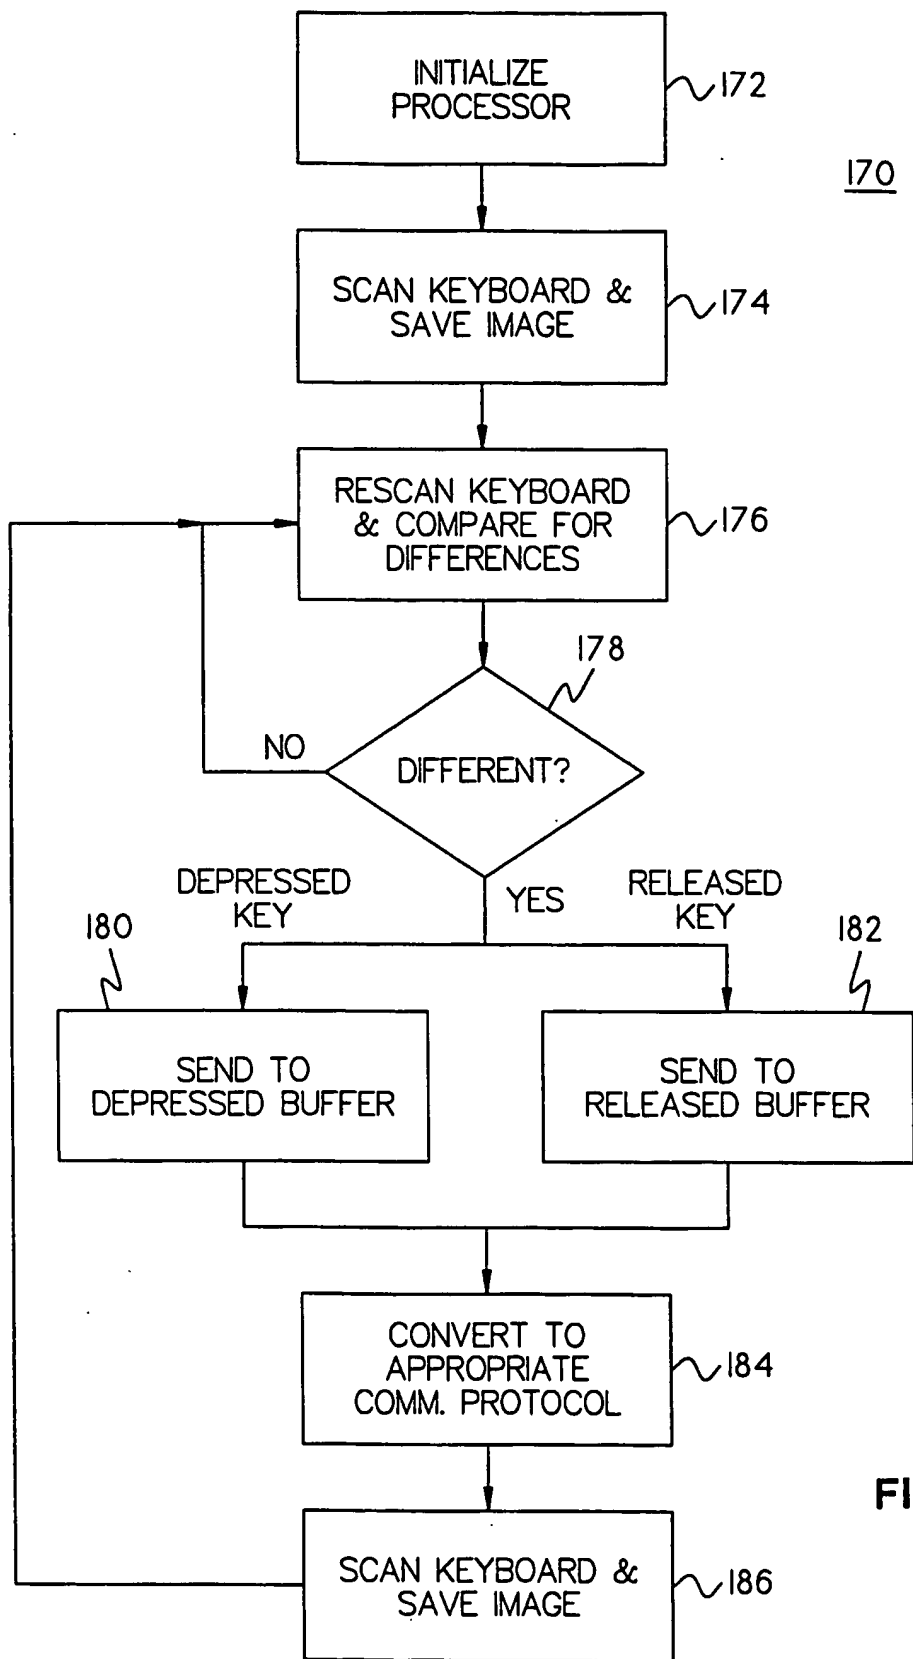 INITIALIZE
PROCESSOR
172
170
SCAN KEYBOARD &
SAVE IMAGE
174
RESCAN KEYBOARD
& COMPARE FOR
DIFFERENCES
176
178
NO
DIFFERENT?
DEPRESSED
KEY
YES
RELEASED
KEY
180
182
SEND TO
DEPRESSED BUFFER
SEND TO
RELEASED BUFFER
CONVERT TO
APPROPRIATE
COMM. PROTOCOL
184
FI
SCAN KEYBOARD &
SAVE IMAGE
186